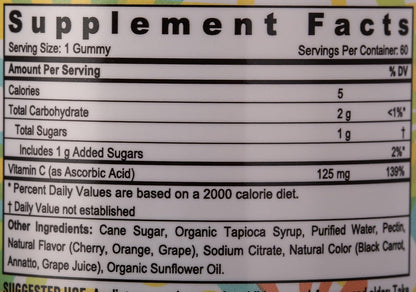 Supplement Facts
Serving Size: 1 Gummy Servings Per Container: 60
Amount Per Serving % DV
Calories 5
Total Carbohydrate 2 g <1%*
Total Sugars 1 g †
Includes 1 g Added Sugars 2%*
Vitamin C (as Ascorbic Acid) 125 mg 139%
* Percent Daily Values are based on a 2000 calorie diet.
† Daily Value not established
Other Ingredients: Cane Sugar, Organic Tapioca Syrup, Purified Water, Pectin,
Natural Flavor (Cherry, Orange, Grape), Sodium Citrate, Natural Color (Black Carrot,
Annatto, Grape Juice), Organic Sunflower Oil.
SUGGESTED USE: